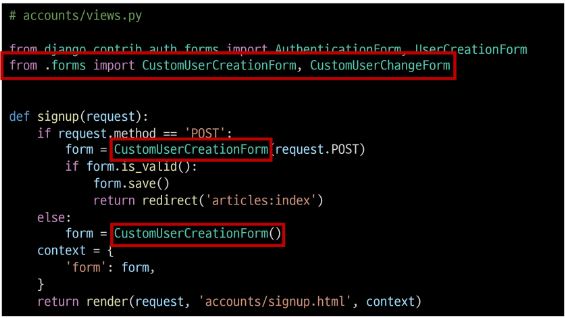 # accounts/views.py
from django.contrib.auth.forms import AuthenticationForm, UserCreationForm
from .forms import CustomUserCreationForm, CustomUserChangeForm
def signup(request):
if request.method == 'POST':
form = CustomUserCreationForm(request.POST)
if form.is_valid():
form.save()
return redirect('articles:index')
else:
form = CustomUserCreationForm()
context = {
'form': form,
}
return render(request, 'accounts/signup.html', context)